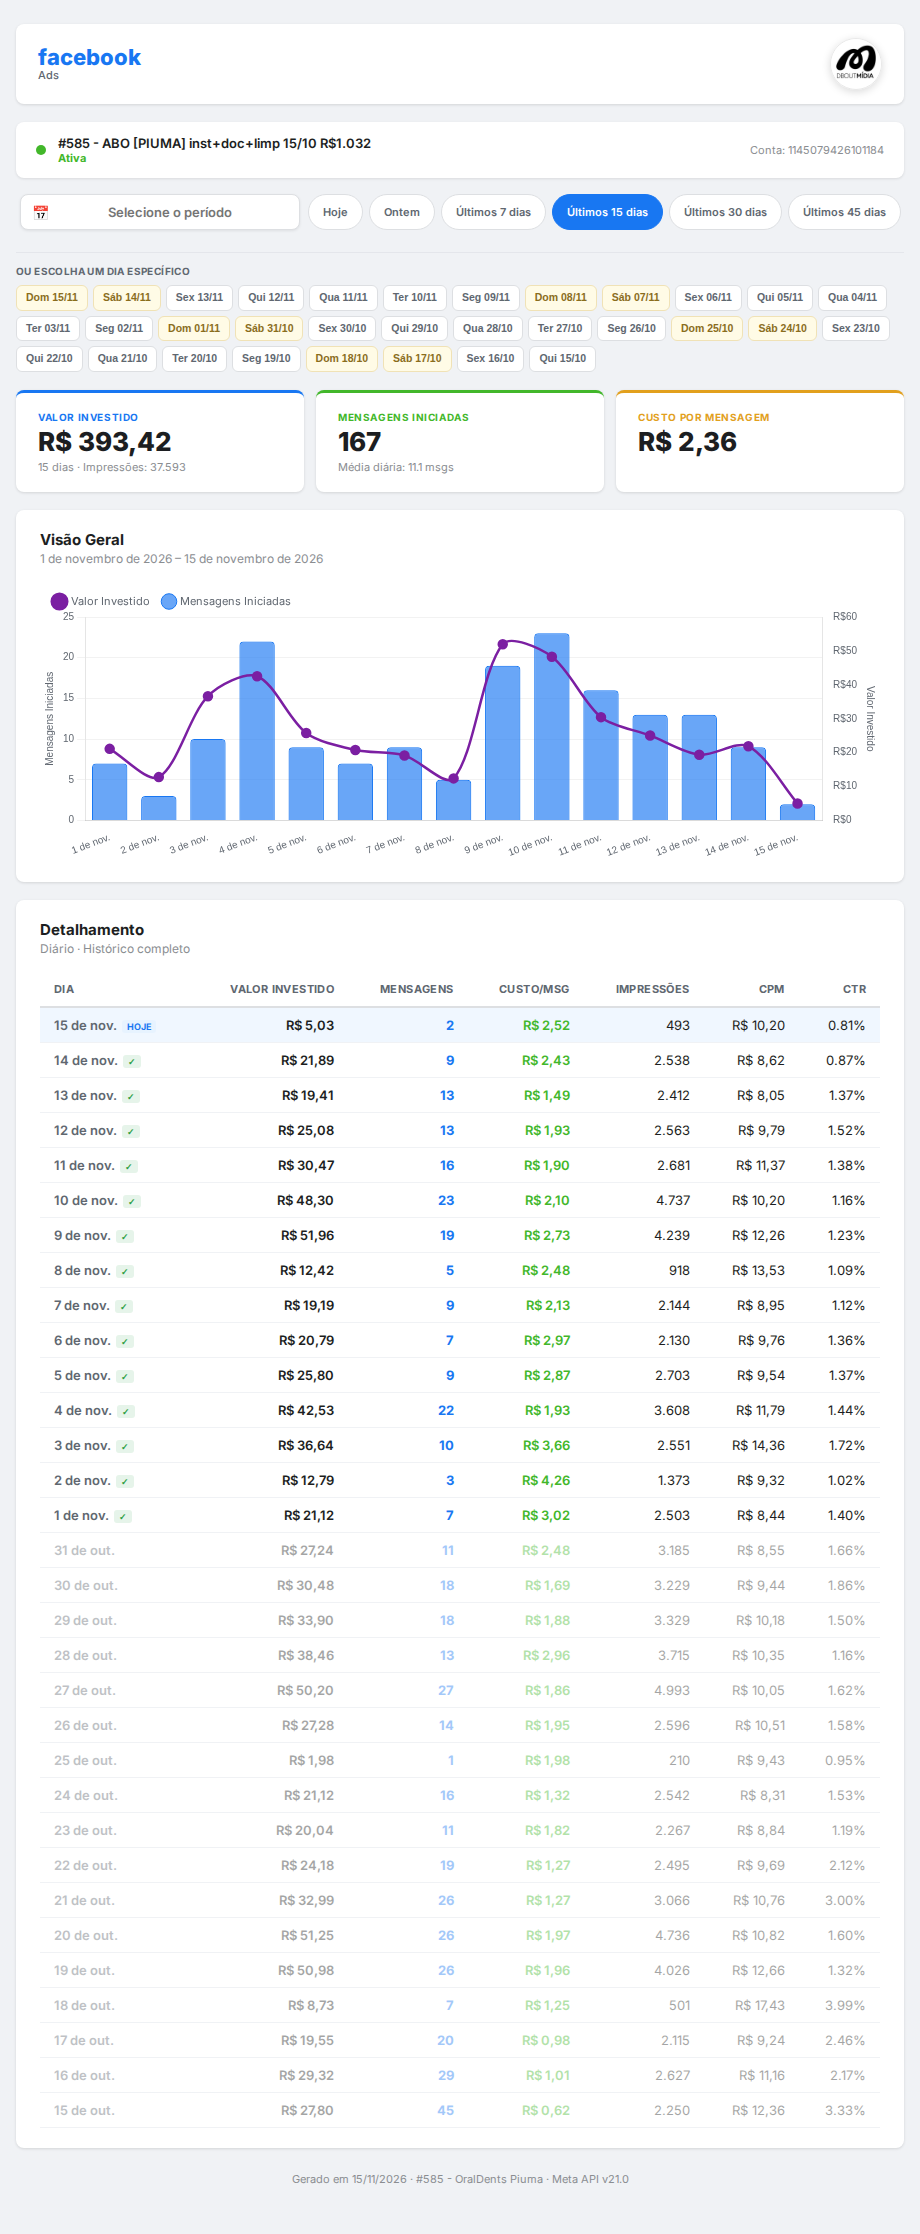 facebook
Ads
DBOUTMÍDIA
#585 - ABO [PIUMA] inst+doc+limp 15/10 R$1.032
Ativa
Conta: 1145079426101184
Selecione o período
Hoje
Ontem
Últimos 7 dias
Últimos 15 dias
Últimos 30 dias
Últimos 45 dias
OU ESCOLHA UM DIA ESPECÍFICO
Dom 15/11 Sáb 14/11 Sex 13/11 Qui 12/11 Qua 11/11 Ter 10/11 Seg 09/11 Dom 08/11 Sáb 07/11 Sex 06/11 Qui 05/11 Qua 04/11
Ter 03/11 Seg 02/11 Dom 01/11 Sáb 31/10 Sex 30/10 Qui 29/10 Qua 28/10 Ter 27/10 Seg 26/10 Dom 25/10 Sáb 24/10 Sex 23/10
Qui 22/10 Qua 21/10 Ter 20/10 Seg 19/10 Dom 18/10 Sáb 17/10 Sex 16/10 Qui 15/10
VALOR INVESTIDO
R$ 393,42
15 dias · Impressões: 37.593
MENSAGENS INICIADAS
167
Média diária: 11.1 msgs
CUSTO POR MENSAGEM
R$ 2,36
Visão Geral
1 de novembro de 2026 – 15 de novembro de 2026
Valor Investido Mensagens Iniciadas
Mensagens Iniciadas
25
20
15
10
5
0
R$60
R$50
R$40
R$30
R$20
R$10
R$0
Valor Investido
1 de nov. 2 de nov. 3 de nov. 4 de nov. 5 de nov. 6 de nov. 7 de nov. 8 de nov. 9 de nov. 10 de nov. 11 de nov. 12 de nov. 13 de nov. 14 de nov. 15 de nov.
Detalhamento
Diário · Histórico completo
DIA VALOR INVESTIDO MENSAGENS CUSTO/MSG IMPRESSÕES CPM CTR
15 de nov. HOJE R$ 5,03 2 R$ 2,52 493 R$ 10,20 0.81%
14 de nov. ✓ R$ 21,89 9 R$ 2,43 2.538 R$ 8,62 0.87%
13 de nov. ✓ R$ 19,41 13 R$ 1,49 2.412 R$ 8,05 1.37%
12 de nov. ✓ R$ 25,08 13 R$ 1,93 2.563 R$ 9,79 1.52%
11 de nov. ✓ R$ 30,47 16 R$ 1,90 2.681 R$ 11,37 1.38%
10 de nov. ✓ R$ 48,30 23 R$ 2,10 4.737 R$ 10,20 1.16%
9 de nov. ✓ R$ 51,96 19 R$ 2,73 4.239 R$ 12,26 1.23%
8 de nov. ✓ R$ 12,42 5 R$ 2,48 918 R$ 13,53 1.09%
7 de nov. ✓ R$ 19,19 9 R$ 2,13 2.144 R$ 8,95 1.12%
6 de nov. ✓ R$ 20,79 7 R$ 2,97 2.130 R$ 9,76 1.36%
5 de nov. ✓ R$ 25,80 9 R$ 2,87 2.703 R$ 9,54 1.37%
4 de nov. ✓ R$ 42,53 22 R$ 1,93 3.608 R$ 11,79 1.44%
3 de nov. ✓ R$ 36,64 10 R$ 3,66 2.551 R$ 14,36 1.72%
2 de nov. ✓ R$ 12,79 3 R$ 4,26 1.373 R$ 9,32 1.02%
1 de nov. ✓ R$ 21,12 7 R$ 3,02 2.503 R$ 8,44 1.40%
31 de out. R$ 27,24 11 R$ 2,48 3.185 R$ 8,55 1.66%
30 de out. R$ 30,48 18 R$ 1,69 3.229 R$ 9,44 1.86%
29 de out. R$ 33,90 18 R$ 1,88 3.329 R$ 10,18 1.50%
28 de out. R$ 38,46 13 R$ 2,96 3.715 R$ 10,35 1.16%
27 de out. R$ 50,20 27 R$ 1,86 4.993 R$ 10,05 1.62%
26 de out. R$ 27,28 14 R$ 1,95 2.596 R$ 10,51 1.58%
25 de out. R$ 1,98 1 R$ 1,98 210 R$ 9,43 0.95%
24 de out. R$ 21,12 16 R$ 1,32 2.542 R$ 8,31 1.53%
23 de out. R$ 20,04 11 R$ 1,82 2.267 R$ 8,84 1.19%
22 de out. R$ 24,18 19 R$ 1,27 2.495 R$ 9,69 2.12%
21 de out. R$ 32,99 26 R$ 1,27 3.066 R$ 10,76 3.00%
20 de out. R$ 51,25 26 R$ 1,97 4.736 R$ 10,82 1.60%
19 de out. R$ 50,98 26 R$ 1,96 4.026 R$ 12,66 1.32%
18 de out. R$ 8,73 7 R$ 1,25 501 R$ 17,43 3.99%
17 de out. R$ 19,55 20 R$ 0,98 2.115 R$ 9,24 2.46%
16 de out. R$ 29,32 29 R$ 1,01 2.627 R$ 11,16 2.17%
15 de out. R$ 27,80 45 R$ 0,62 2.250 R$ 12,36 3.33%
Gerado em 15/11/2026 · #585 - OralDents Piuma · Meta API v21.0